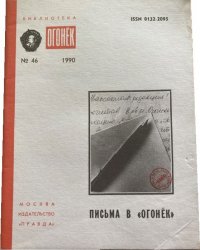 БИБЛИОТЕКА
ОГОНЁК
ISSN 0132-2095
№ 46 1990
ПИСЬМА В «ОГОНЁК»
МОСКВА
ИЗДАТЕЛЬСТВО
«ПРАВДА»